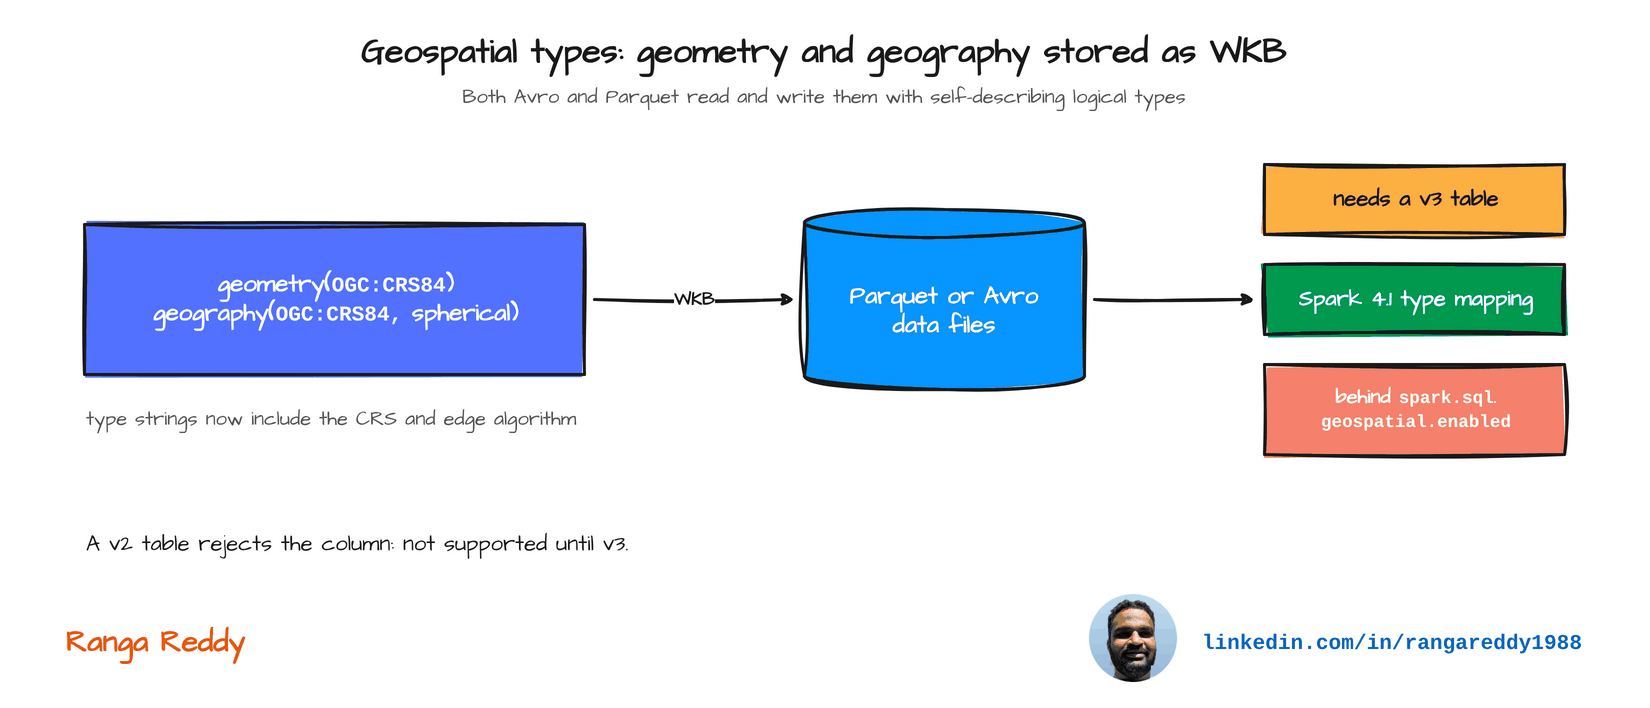 Geospatial types: geometry and geography stored as WKB
Both Avro and Parquet read and write them with self-describing logical types
geometry(OGC:CRS84)
geography(OGC:CRS84, spherical)
type strings now include the CRS and edge algorithm
WKB
Parquet or Avro
data files
needs a v3 table
Spark 4.1 type mapping
behind spark.sql.
geospatial.enabled
A v2 table rejects the column: not supported until v3.
Ranga Reddy
linkedin.com/in/rangareddy1988